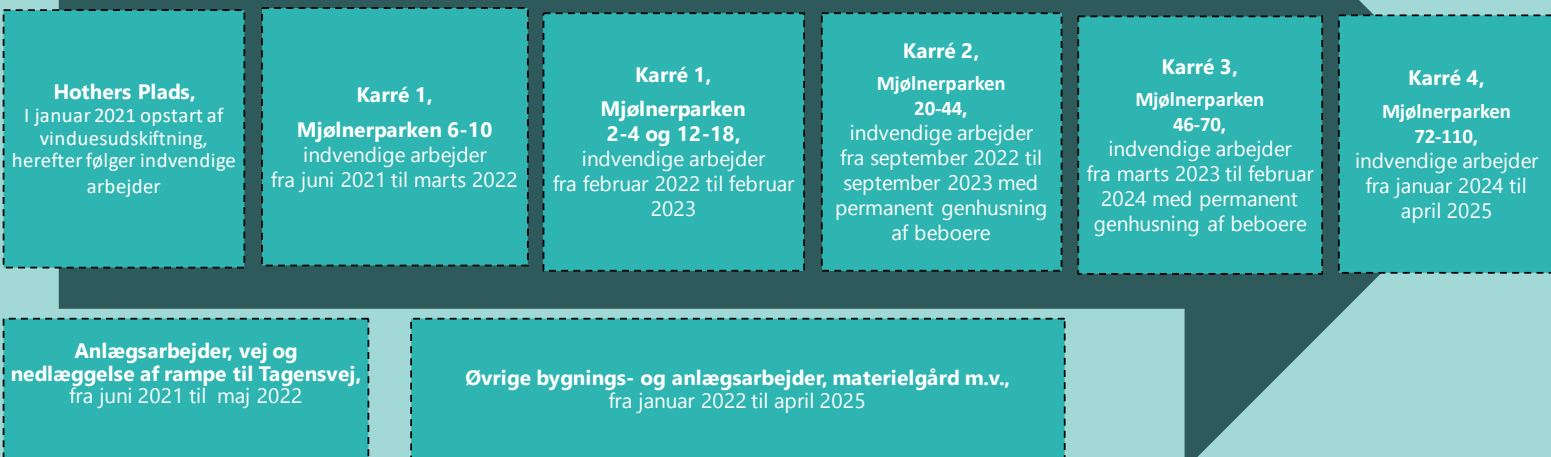 Hothers Plads,
I januar 2021 opstart af
vinduesudskiftning,
herefter følger indvendige
arbejder
Karré 1,
Mjølnerparken 6-10
indvendige arbejder
fra juni 2021 til marts 2022
Karré 1,
Mjølnerparken
2-4 og 12-18,
indvendige arbejder
fra februar 2022 til februar
2023
Karré 2,
Mjølnerparken
20-44,
indvendige arbejder
fra september 2022 til
september 2023 med
permanent genhusning
af beboere
Karré 3,
Mjølnerparken
46-70,
indvendige arbejder
fra marts 2023 til februar
2024 med permanent
genhusning af beboere
Karré 4,
Mjølnerparken
72-110,
indvendige arbejder
fra januar 2024 til
april 2025
Anlægsarbejder, vej og
nedlæggelse af rampe til Tagensvej,
fra juni 2021 til maj 2022
Øvrige bygnings- og anlægsarbejder, materielgård m.v.,
fra januar 2022 til april 2025